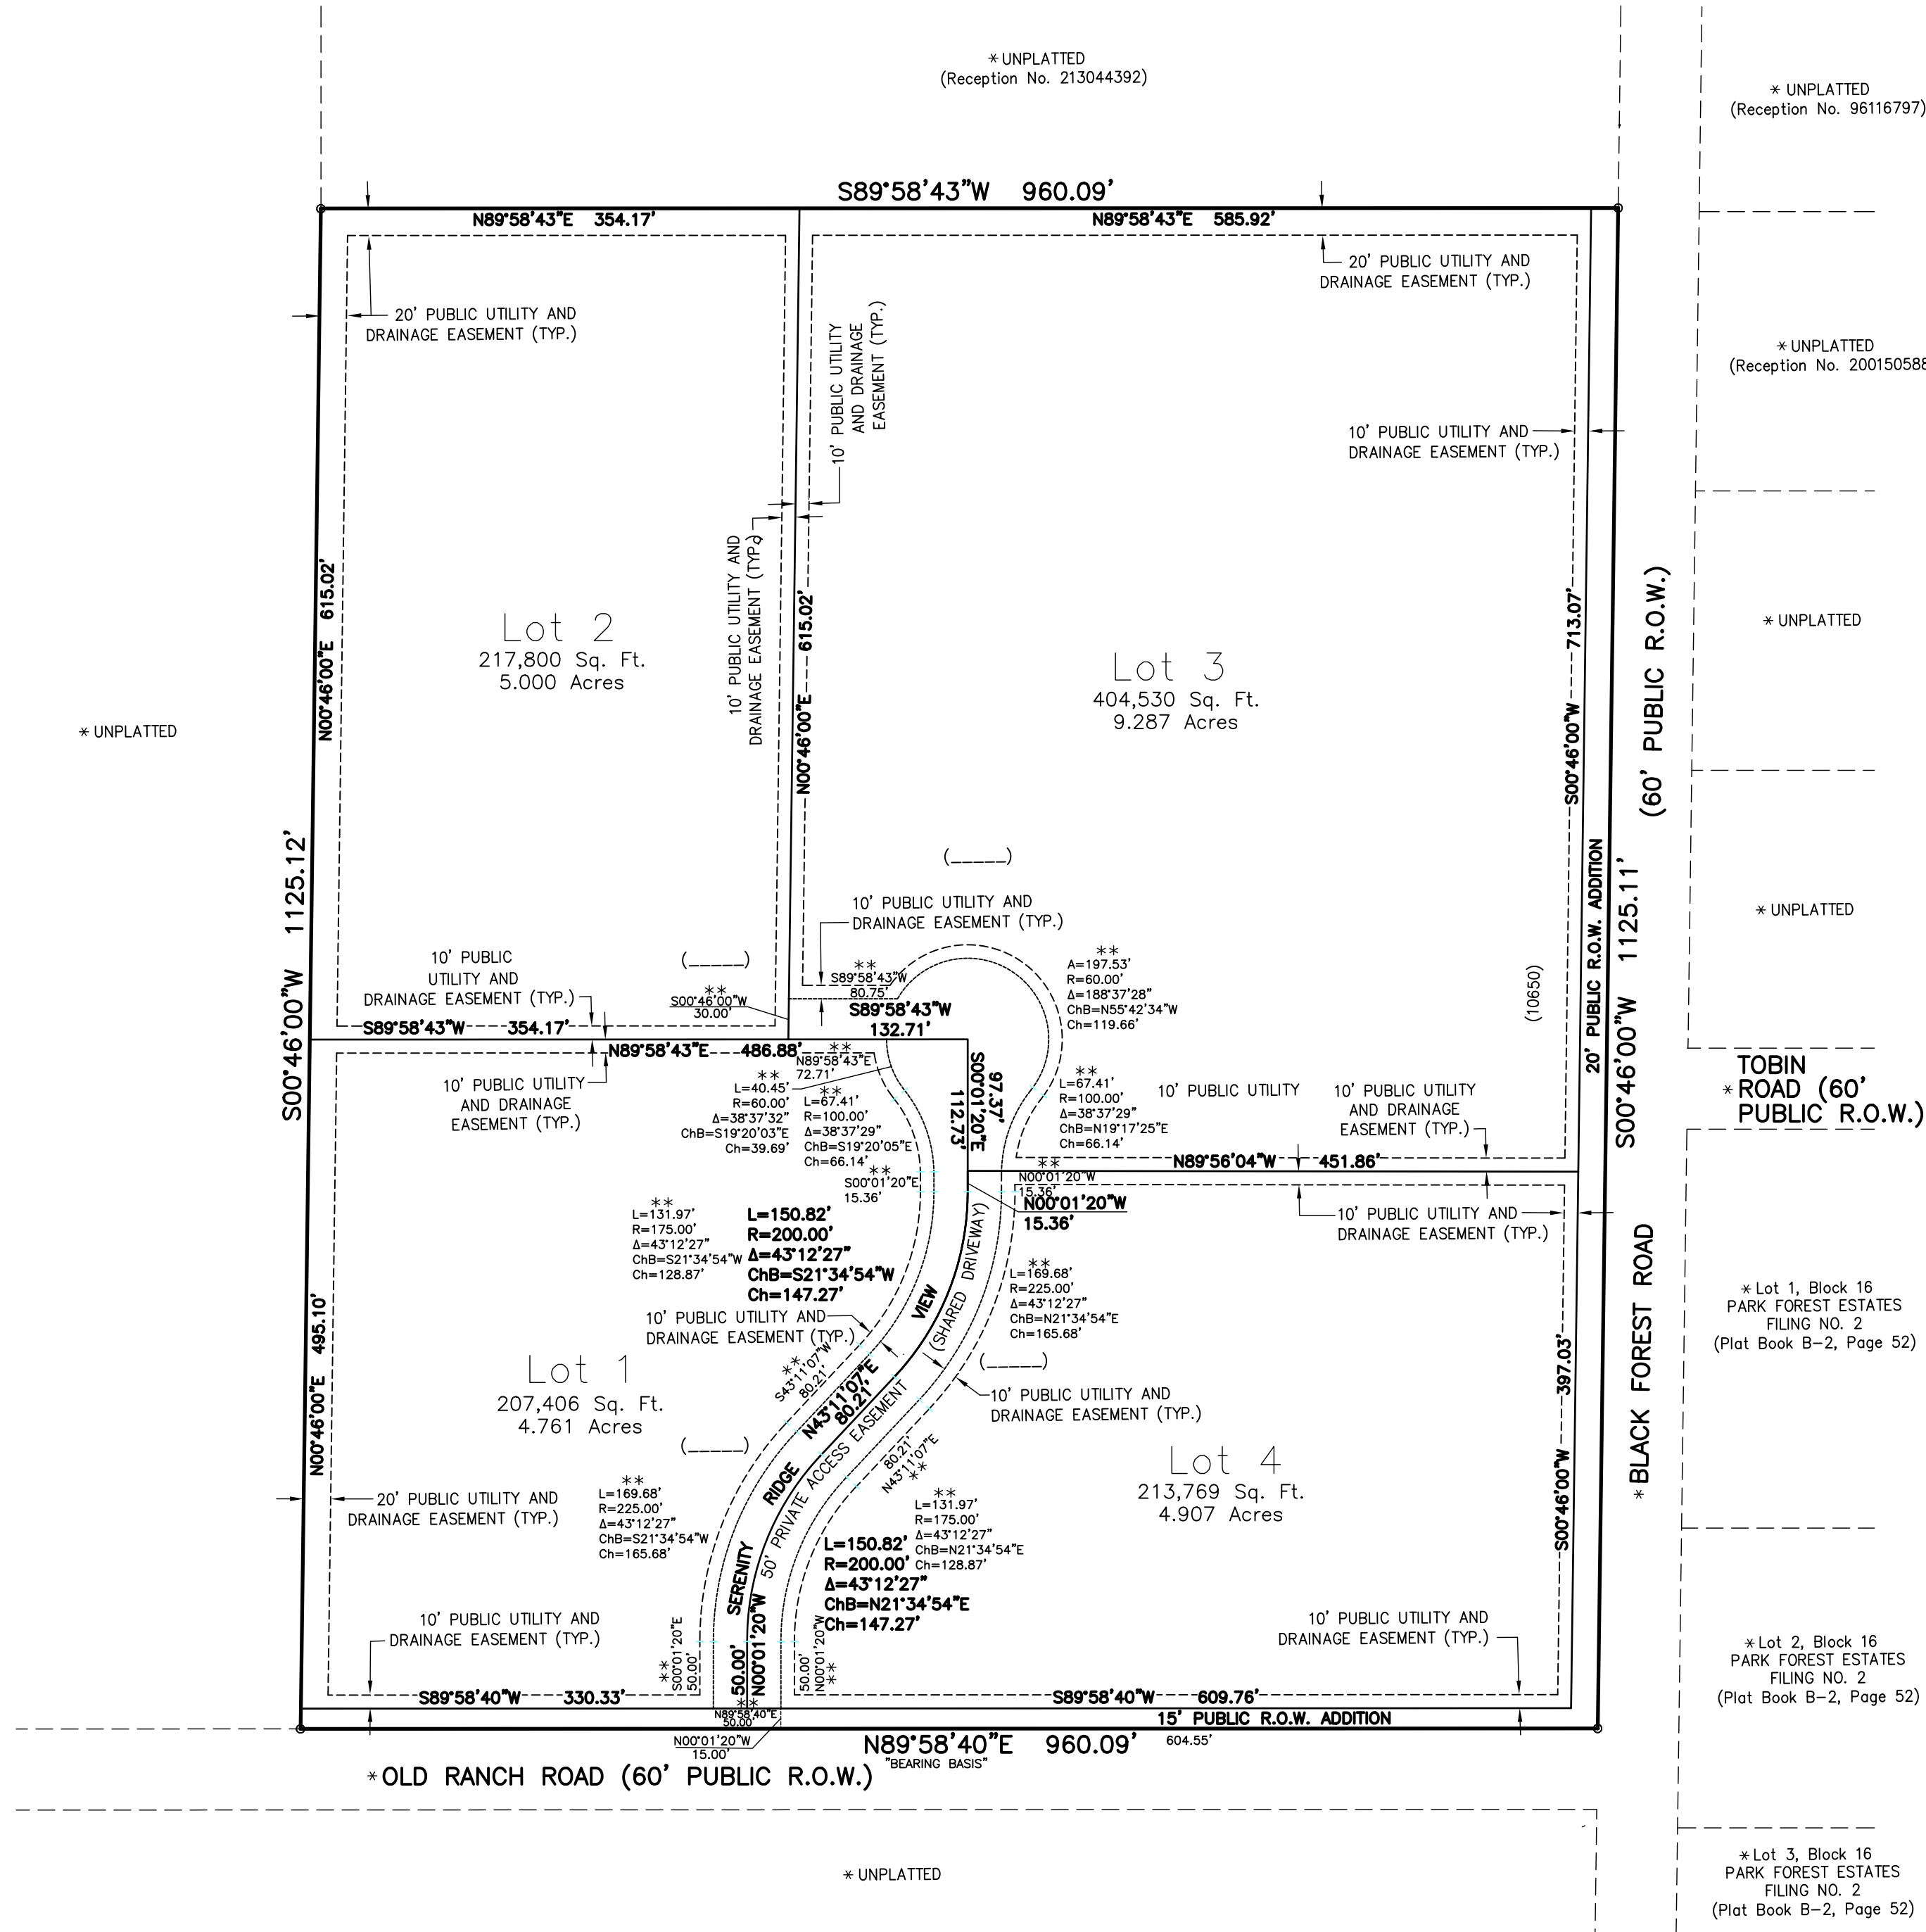 * UNPLATTED
(Reception No. 213044392)
* UNPLATTED
(Reception No. 96116797)
S89°58'43"W 960.09'
N89°58'43"E 354.17'
N89°58'43"E 585.92'
20' PUBLIC UTILITY AND
DRAINAGE EASEMENT (TYP.)
20' PUBLIC UTILITY AND
DRAINAGE EASEMENT (TYP.)
10' PUBLIC UTILITY
AND DRAINAGE
EASEMENT (TYP.)
* UNPLATTED
(Reception No. 200150588
10' PUBLIC UTILITY AND
DRAINAGE EASEMENT (TYP.)
10' PUBLIC UTILITY AND
DRAINAGE EASEMENT (TYP.)
N00°46'00"E 615.02'
N00°46'00"E 615.02'
S00°46'00"W 713.07'
(60' PUBLIC R.O.W.)
Lot 2
217,800 Sq. Ft.
5.000 Acres
Lot 3
404,530 Sq. Ft.
9.287 Acres
* UNPLATTED
* UNPLATTED
* UNPLATTED
S00°46'00"W 1125.12'
S00°46'00"W 1125.11'
20' PUBLIC R.O.W. ADDITION
(10650)
(_____)
10' PUBLIC UTILITY AND
DRAINAGE EASEMENT (TYP.)
10' PUBLIC
UTILITY AND
DRAINAGE EASEMENT (TYP.)
(_____)
**
S00°46'00"W
30.00'
**
S89°58'43"W
80.75'
S89°58'43"W
132.71'
**
A=197.53'
R=60.00'
Δ=188°37'28"
ChB=N55°42'34"W
Ch=119.66'
S89°58'43"W 354.17'
N89°58'43"E 486.88'
**
N89°58'43"E
72.71'
10' PUBLIC UTILITY
AND DRAINAGE
EASEMENT (TYP.)
**
L=40.45'
R=60.00'
Δ=38°37'32"
ChB=S19°20'03"E
Ch=39.69'
**
L=67.41'
R=100.00'
Δ=38°37'29"
ChB=S19°20'05"E
Ch=66.14'
97.37'
S00°01'20"E
112.73'
**
L=67.41'
R=100.00'
Δ=38°37'29"
ChB=N19°17'25"E
Ch=66.14'
10' PUBLIC UTILITY
10' PUBLIC UTILITY
AND DRAINAGE
EASEMENT (TYP.)
TOBIN
* ROAD (60'
PUBLIC R.O.W.)
N89°56'04"W 451.86'
**
S00°01'20"E
15.36'
**
N00°01'20"W
15.36'
N00°01'20"W
15.36'
10' PUBLIC UTILITY AND
DRAINAGE EASEMENT (TYP.)
**
L=131.97'
R=175.00'
Δ=43°12'27"
ChB=S21°34'54"W
Ch=128.87'
L=150.82'
R=200.00'
Δ=43°12'27"
ChB=S21°34'54"W
Ch=147.27'
**
L=169.68'
R=225.00'
Δ=43°12'27"
ChB=N21°34'54"E
Ch=165.68'
10' PUBLIC UTILITY AND
DRAINAGE EASEMENT (TYP.)
SERENITY RIDGE VIEW
(SHARED DRIVEWAY)
50' PRIVATE ACCESS EASEMENT
**
S43°11'07"W
80.21'
N43°11'07"E
80.21'
80.21'
N43°11'07"E
**
(_____)
10' PUBLIC UTILITY AND
DRAINAGE EASEMENT (TYP.)
N00°46'00"E 495.10'
Lot 1
207,406 Sq. Ft.
4.761 Acres
(_____)
* BLACK FOREST ROAD
S00°46'00"W 397.03'
* Lot 1, Block 16
PARK FOREST ESTATES
FILING NO. 2
(Plat Book B-2, Page 52)
Lot 4
213,769 Sq. Ft.
4.907 Acres
20' PUBLIC UTILITY AND
DRAINAGE EASEMENT (TYP.)
**
L=169.68'
R=225.00'
Δ=43°12'27"
ChB=S21°34'54"W
Ch=165.68'
**
L=131.97'
R=175.00'
Δ=43°12'27"
ChB=N21°34'54"E
Ch=128.87'
L=150.82'
R=200.00'
Δ=43°12'27"
ChB=N21°34'54"E
Ch=147.27'
10' PUBLIC UTILITY AND
DRAINAGE EASEMENT (TYP.)
**
S00°01'20"E
50.00'
50.00'
N00°01'20"W
50.00'
N00°01'20"W
**
10' PUBLIC UTILITY AND
DRAINAGE EASEMENT (TYP.)
* Lot 2, Block 16
PARK FOREST ESTATES
FILING NO. 2
(Plat Book B-2, Page 52)
S89°58'40"W 330.33'
S89°58'40"W 609.76'
**
N89°58'40"E
50.00'
15' PUBLIC R.O.W. ADDITION
N00°01'20"W
15.00'
N89°58'40"E 960.09'
"BEARING BASIS"
604.55'
* OLD RANCH ROAD (60' PUBLIC R.O.W.)
* UNPLATTED
* Lot 3, Block 16
PARK FOREST ESTATES
FILING NO. 2
(Plat Book B-2, Page 52)